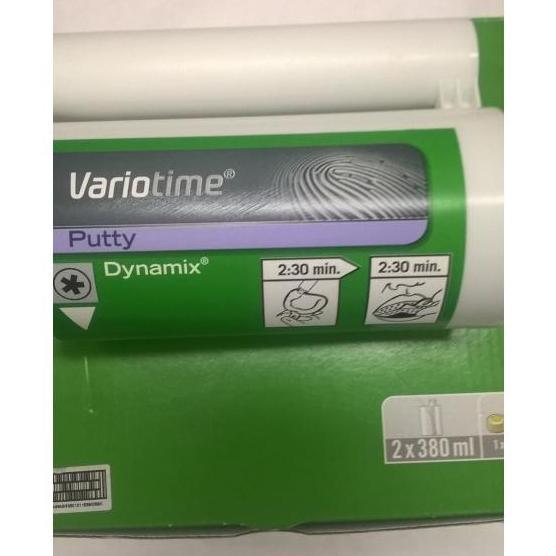 Variotime®
Putty
Dynamix®
2:30 min.
2:30 min.
2 x 380 ml